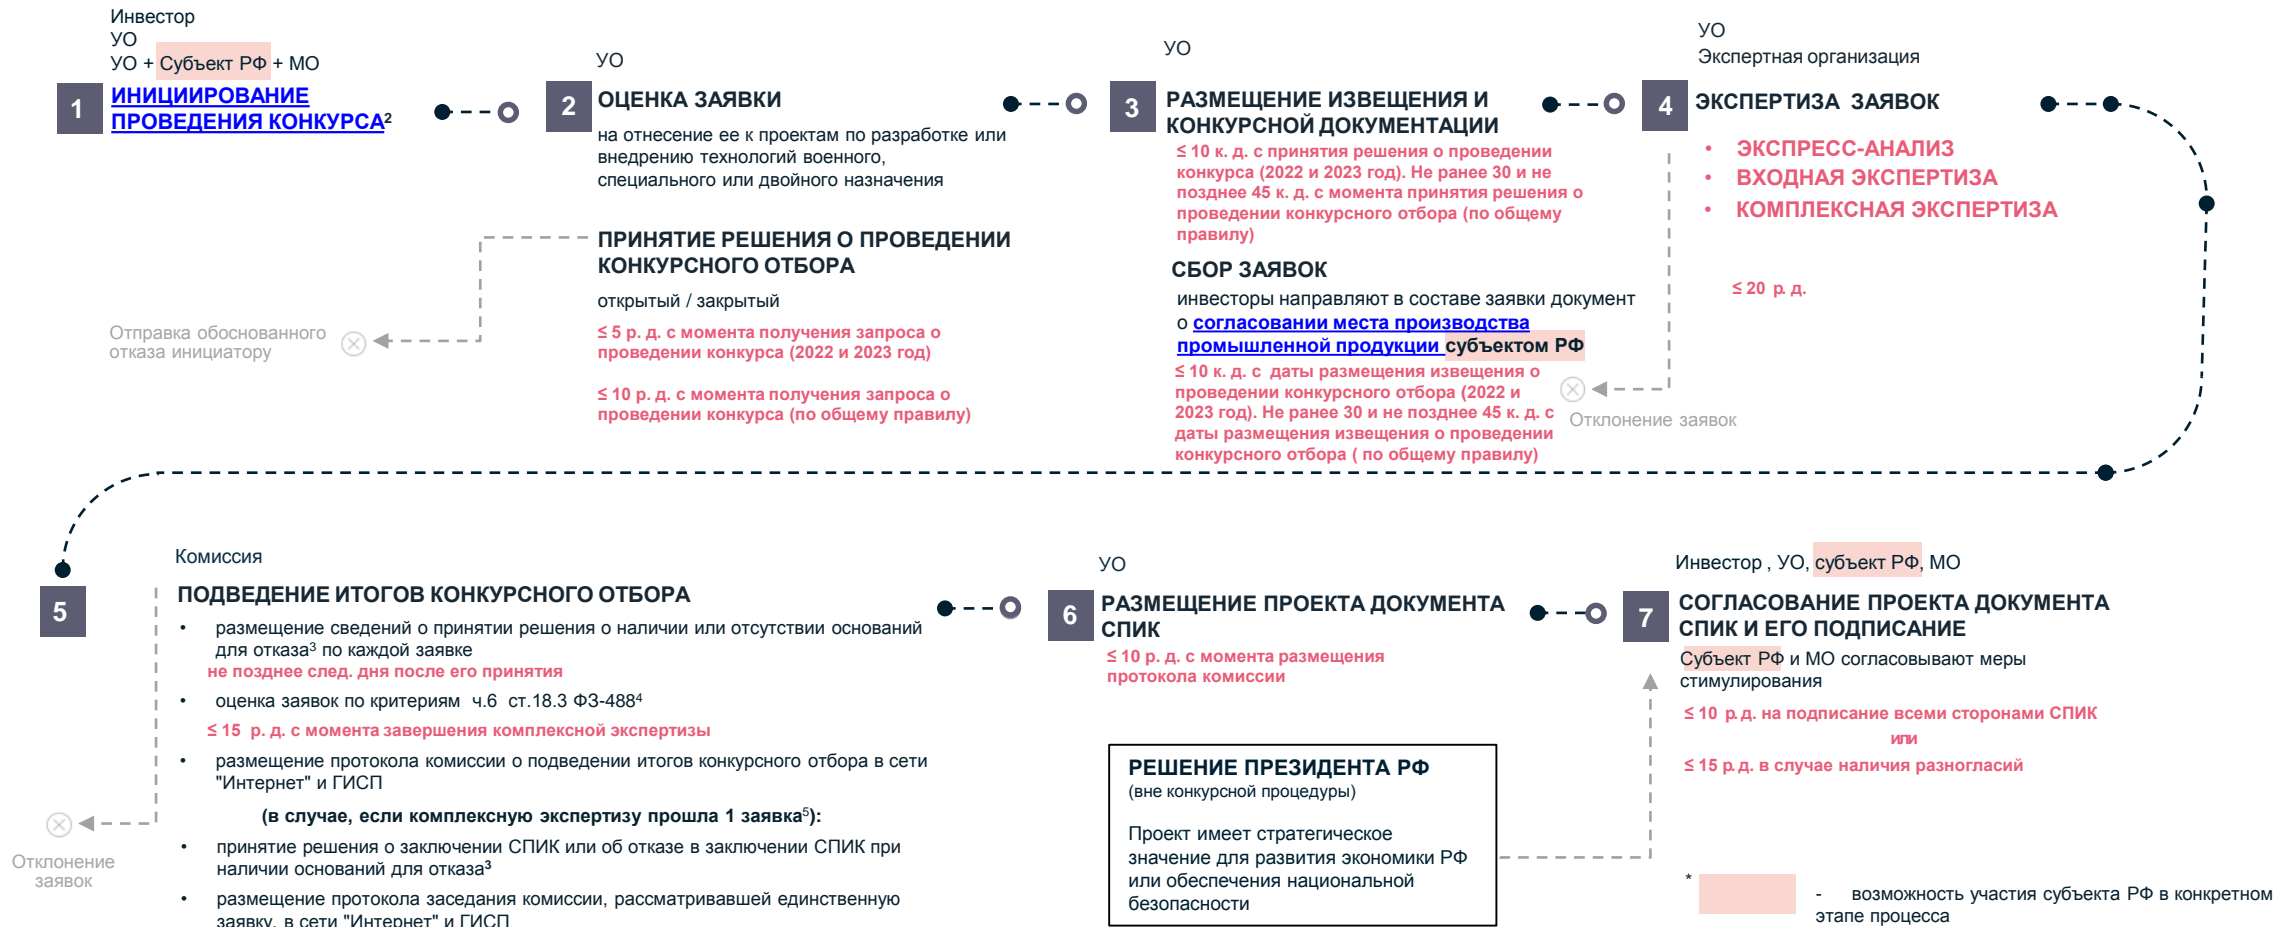 Инвестор
УО
УО + Субъект РФ + МО
1
ИНИЦИИРОВАНИЕ
ПРОВЕДЕНИЯ КОНКУРСА²
УО
2
ОЦЕНКА ЗАЯВКИ
на отнесение ее к проектам по разработке или
внедрению технологий военного,
специального или двойного назначения
ПРИНЯТИЕ РЕШЕНИЯ О ПРОВЕДЕНИИ
КОНКУРСНОГО ОТБОРА
открытый / закрытый
≤ 5 р. д. с момента получения запроса о
проведении конкурса (2022 и 2023 год)
≤ 10 р. д. с момента получения запроса о
проведении конкурса (по общему правилу)
Отправка обоснованного
отказа инициатору
УО
3
РАЗМЕЩЕНИЕ ИЗВЕЩЕНИЯ И
КОНКУРСНОЙ ДОКУМЕНТАЦИИ
≤ 10 к. д. с принятия решения о проведении
конкурса (2022 и 2023 год). Не ранее 30 и не
позднее 45 к. д. с момента принятия решения о
проведении конкурсного отбора (по общему
правилу)
СБОР ЗАЯВОК
инвесторы направляют в составе заявки документ
о согласовании места производства
промышленной продукции субъектом РФ
≤ 10 к. д. с даты размещения извещения о
проведении конкурсного отбора (2022 и
2023 год). Не ранее 30 и не позднее 45 к. д. с
даты размещения извещения о проведении
конкурсного отбора ( по общему правилу)
УО
Экспертная организация
4
ЭКСПЕРТИЗА ЗАЯВОК
• ЭКСПРЕСС-АНАЛИЗ
• ВХОДНАЯ ЭКСПЕРТИЗА
• КОМПЛЕКСНАЯ ЭКСПЕРТИЗА
≤ 20 р. д.
Отклонение заявок
Комиссия
5
ПОДВЕДЕНИЕ ИТОГОВ КОНКУРСНОГО ОТБОРА
• размещение сведений о принятии решения о наличии или отсутствии оснований
для отказа³ по каждой заявке
не позднее след. дня после его принятия
• оценка заявок по критериям ч.6 ст.18.3 ФЗ-488⁴
≤ 15 р. д. с момента завершения комплексной экспертизы
• размещение протокола комиссии о подведении итогов конкурсного отбора в сети
"Интернет" и ГИСП
(в случае, если комплексную экспертизу прошла 1 заявка⁵):
• принятие решения о заключении СПИК или об отказе в заключении СПИК при
наличии оснований для отказа³
• размещение протокола заседания комиссии, рассматривавшей единственную
заявку, в сети "Интернет" и ГИСП
Отклонение
заявок
УО
6
РАЗМЕЩЕНИЕ ПРОЕКТА ДОКУМЕНТА
СПИК
≤ 10 р. д. с момента размещения
протокола комиссии
РЕШЕНИЕ ПРЕЗИДЕНТА РФ
(вне конкурсной процедуры)
Проект имеет стратегическое
значение для развития экономики РФ
или обеспечения национальной
безопасности
Инвестор , УО, субъект РФ, МО
7
СОГЛАСОВАНИЕ ПРОЕКТА ДОКУМЕНТА
СПИК И ЕГО ПОДПИСАНИЕ
Субъект РФ и МО согласовывают меры
стимулирования
≤ 10 р. д. на подписание всеми сторонами СПИК
или
≤ 15 р. д. в случае наличия разногласий
* - возможность участия субъекта РФ в конкретном
этапе процесса